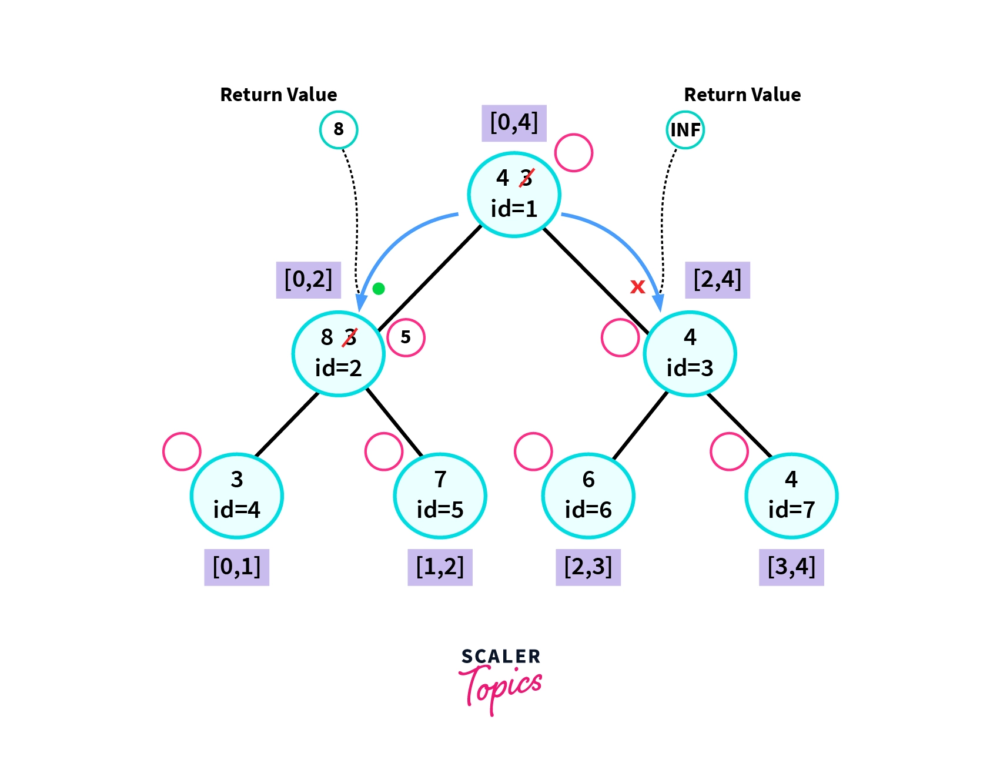 Return Value
Return Value
8
[0,4]
INF
4 3
id=1
[0,2]
x
[2,4]
8 3
id=2
5
4
id=3
3
id=4
7
id=5
6
id=6
4
id=7
[0,1]
[1,2]
[2,3]
[3,4]
SCALER
Topics